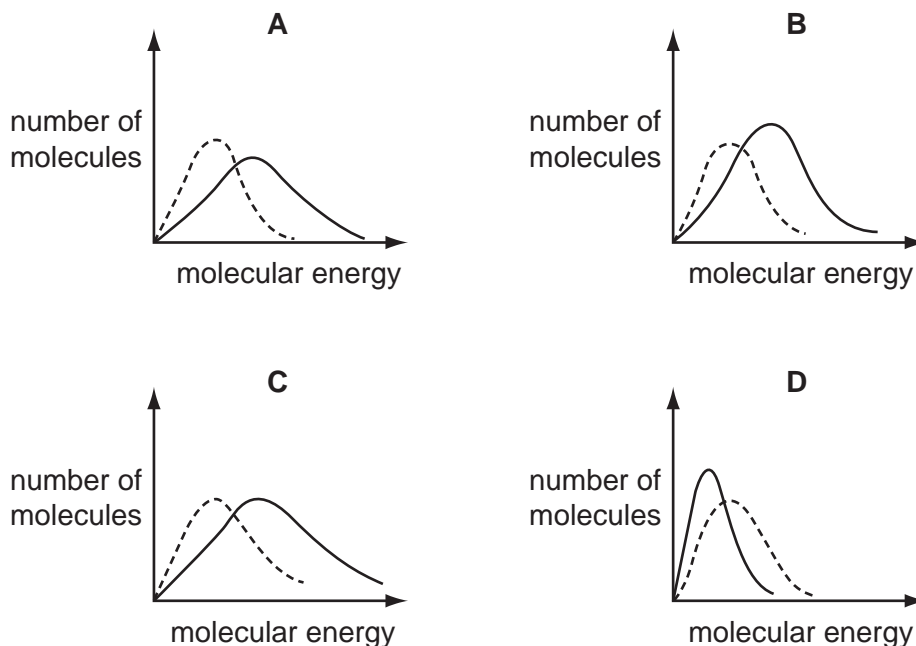 A
number of
molecules
molecular energy
B
number of
molecules
molecular energy
C
number of
molecules
molecular energy
D
number of
molecules
molecular energy